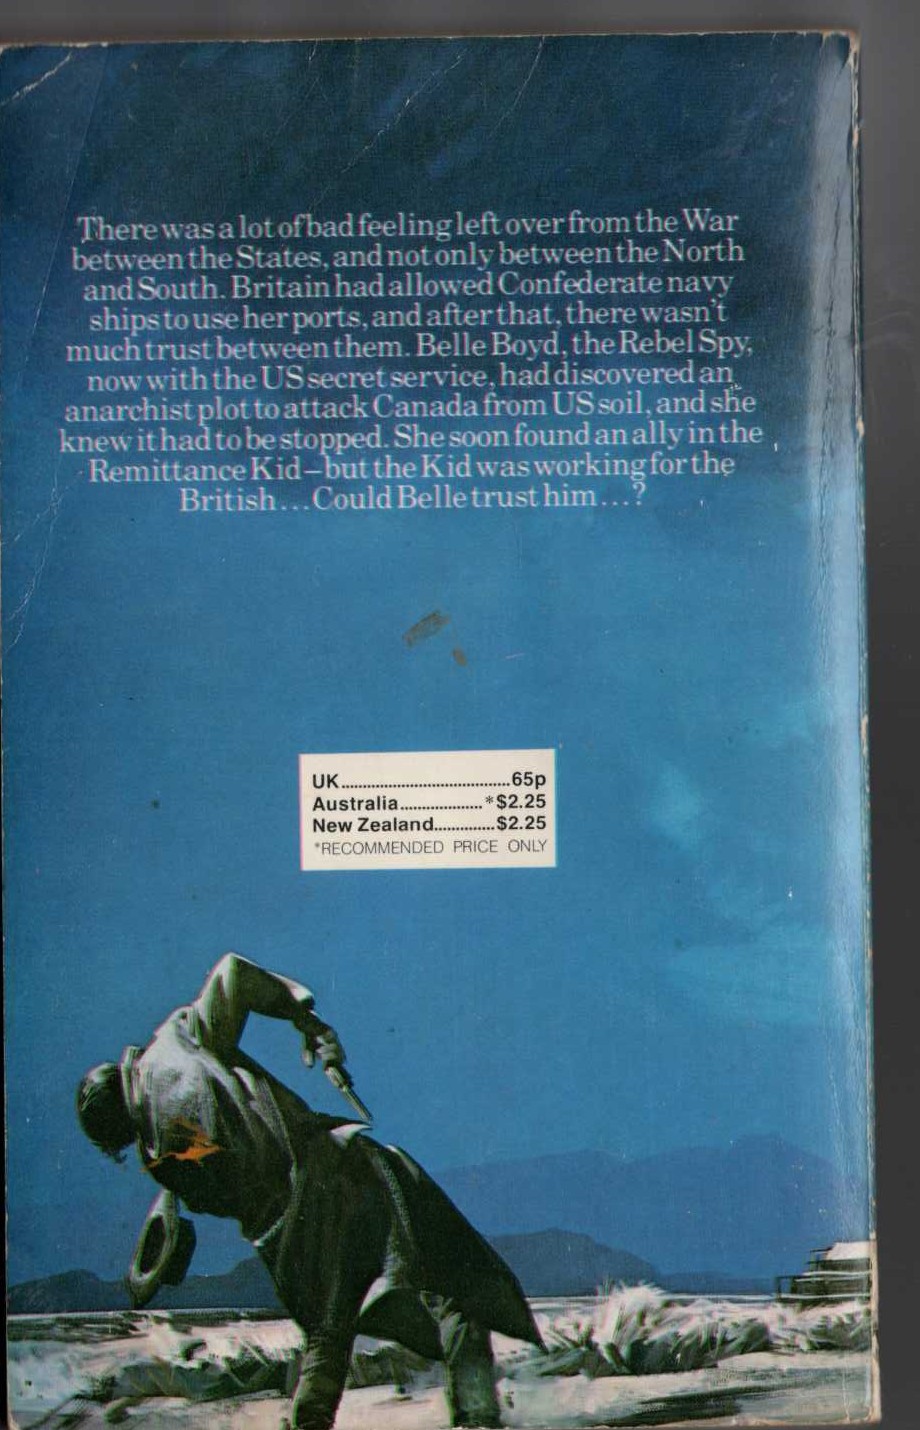 There was a lot of bad feeling left over from the War
between the States, and not only between the North
and South. Britain had allowed Confederate navy
ships to use her ports, and after that, there wasn't
much trust between them. Belle Boyd, the Rebel Spy,
now with the US secret service, had discovered an
anarchist plot to attack Canada from US soil, and she
knew it had to be stopped. She soon found an ally in the
Remittance Kid–but the Kid was working for the
British...Could Belle trust him...?
UK.......................................65p
Australia...................*$2.25
New Zealand..............$2.25
*RECOMMENDED PRICE ONLY